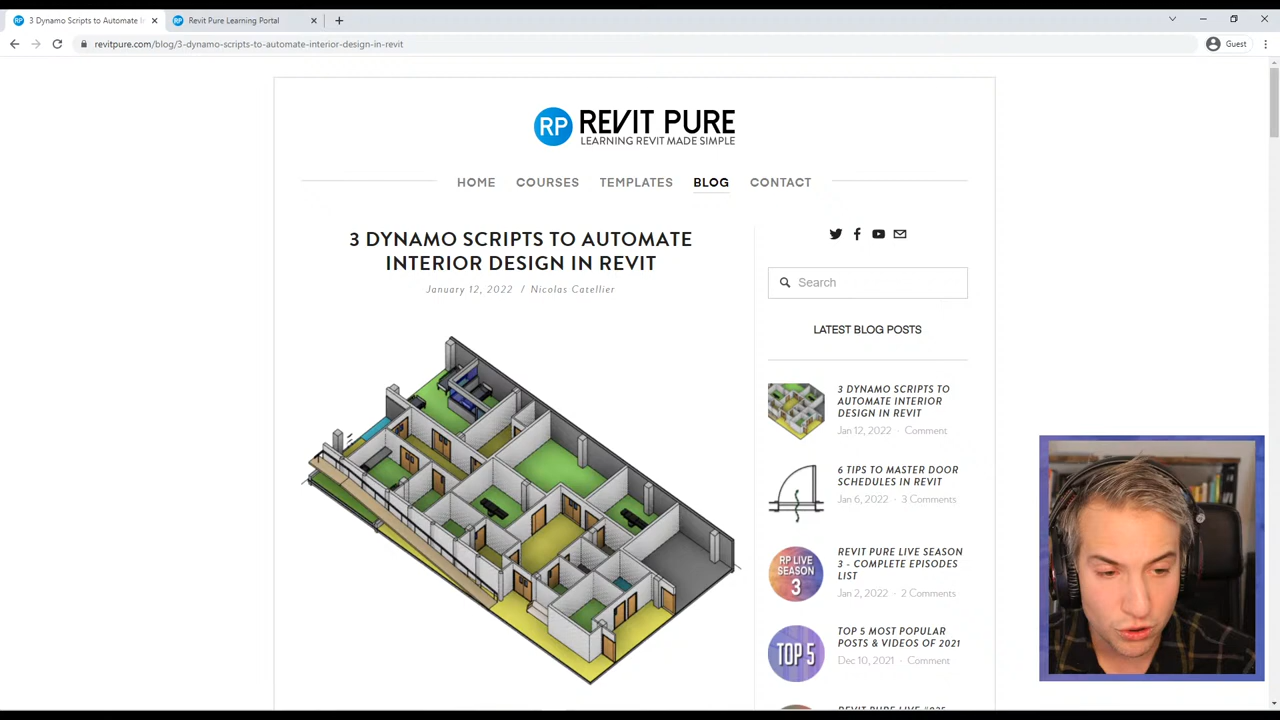 3 Dynamo Scripts to Automate I
Revit Pure Learning Portal
revitpure.com/blog/3-dynamo-scripts-to-automate-interior-design-in-revit
Guest
RP REVIT PURE
LEARNING REVIT MADE SIMPLE
HOME COURSES TEMPLATES BLOG CONTACT
3 DYNAMO SCRIPTS TO AUTOMATE
INTERIOR DESIGN IN REVIT
January 12, 2022 / Nicolas Catellier
Search
LATEST BLOG POSTS
3 DYNAMO SCRIPTS TO
AUTOMATE INTERIOR
DESIGN IN REVIT
Jan 12, 2022 · Comment
6 TIPS TO MASTER DOOR
SCHEDULES IN REVIT
Jan 6, 2022 · 3 Comments
RP LIVE
SEASON
3
REVIT PURE LIVE SEASON
3 - COMPLETE EPISODES
LIST
Jan 2, 2022 · 2 Comments
TOP 5
TOP 5 MOST POPULAR
POSTS & VIDEOS OF 2021
Dec 10, 2021 · Comment
REVIT PURE LIVE